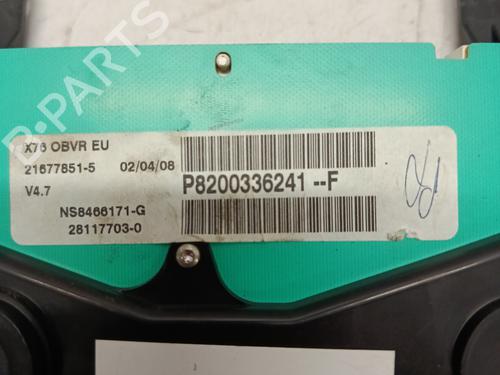 X76 OBVR EU
21677851-5 02/04/08
V4.7
P8200336241 --F
NS8466171-G
28117703-0
B-PARTS